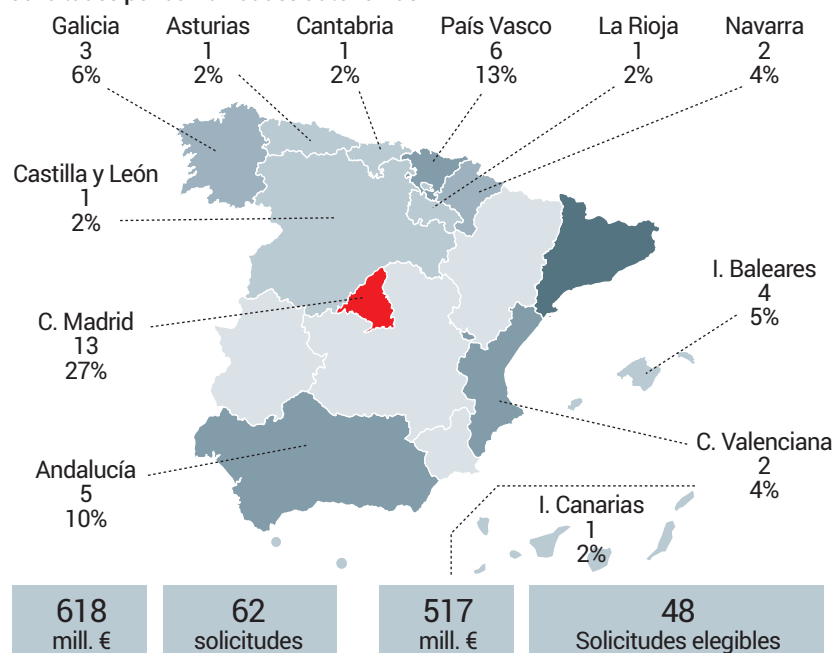 Galicia
3
6%
Asturias
1
2%
Cantabria
1
2%
País Vasco
6
13%
La Rioja
1
2%
Navarra
2
4%
Castilla y León
1
2%
I. Baleares
4
5%
C. Madrid
13
27%
C. Valenciana
2
4%
Andalucía
5
10%
I. Canarias
1
2%
618
mill. €
62
solicitudes
517
mill. €
48
Solicitudes elegibles